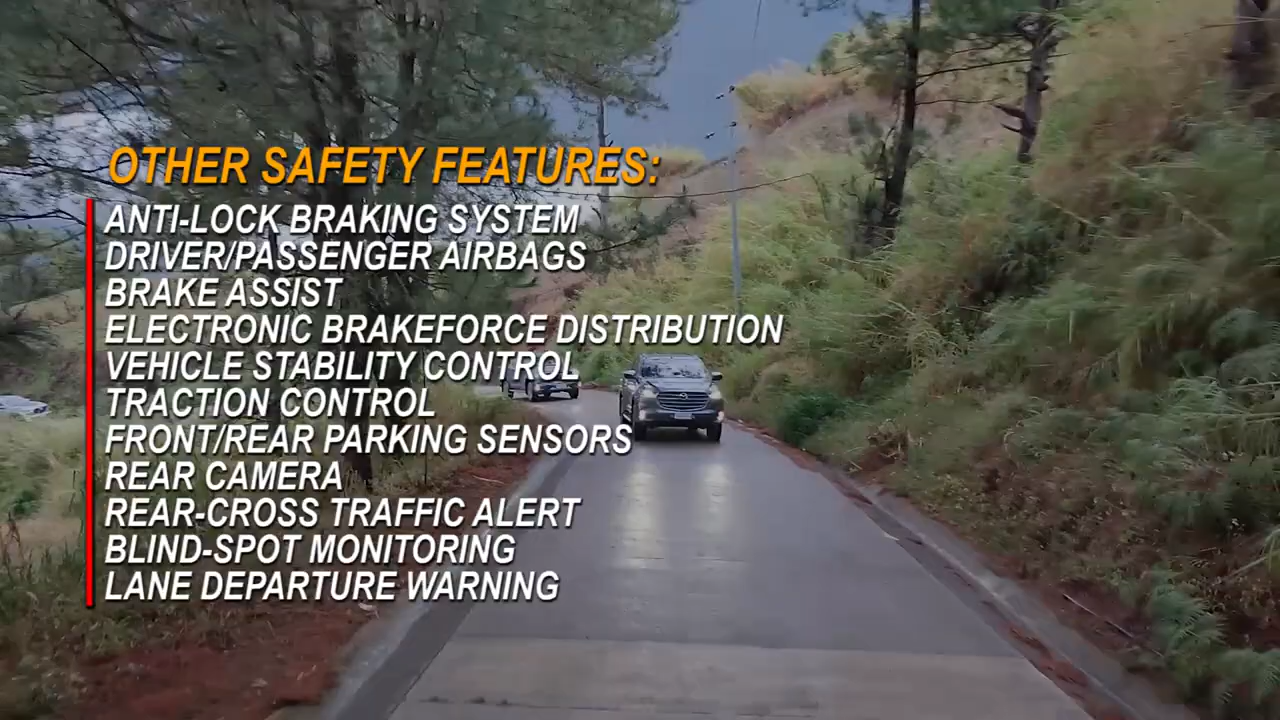 OTHER SAFETY FEATURES:
ANTI-LOCK BRAKING SYSTEM
DRIVER/PASSENGER AIRBAGS
BRAKE ASSIST
ELECTRONIC BRAKEFORCE DISTRIBUTION
VEHICLE STABILITY CONTROL
TRACTION CONTROL
FRONT/REAR PARKING SENSORS
REAR CAMERA
REAR-CROSS TRAFFIC ALERT
BLIND-SPOT MONITORING
LANE DEPARTURE WARNING